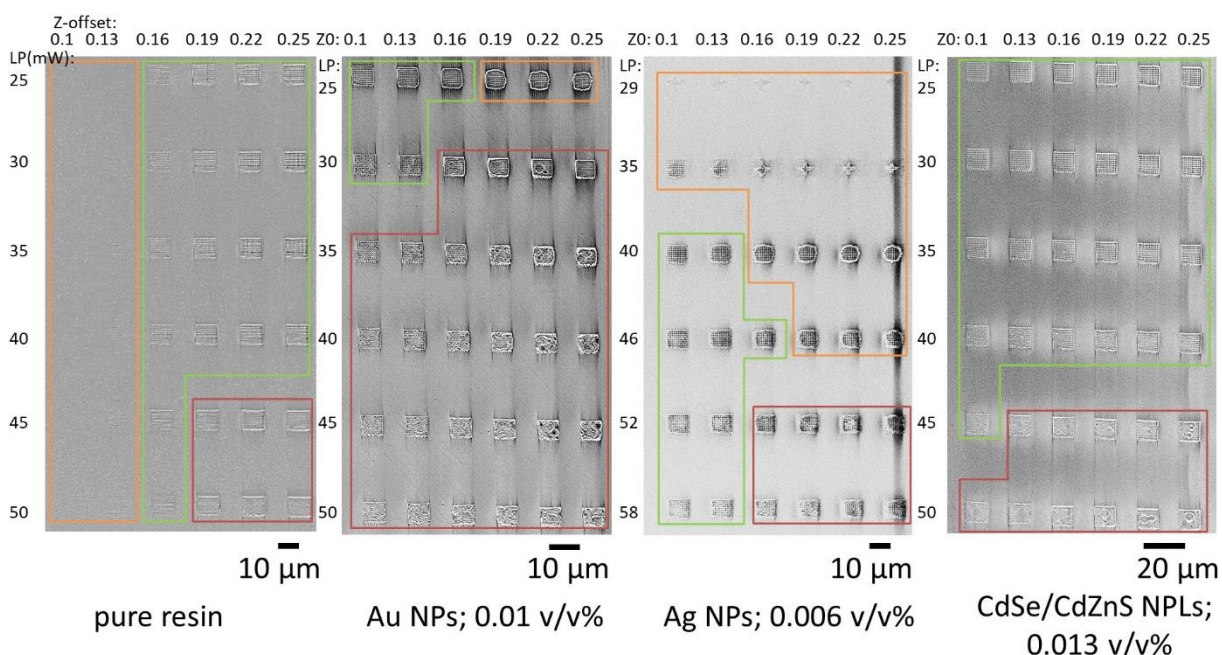 Z-offset:
0.1 0.13 0.16 0.19 0.22 0.25 Z0: 0.1 0.13 0.16 0.19 0.22 0.25 Z0: 0.1 0.13 0.16 0.19 0.22 0.25 Z0: 0.1 0.13 0.16 0.19 0.22 0.25
LP(mW): LP: LP: LP:
25 25 29 25
30 30 35 30
35 35 40 35
40 40 46 40
45 45 52 45
50 50 58 50
10 µm 10 µm 10 µm 20 µm
pure resin Au NPs; 0.01 v/v% Ag NPs; 0.006 v/v% CdSe/CdZnS NPLs;
0.013 v/v%